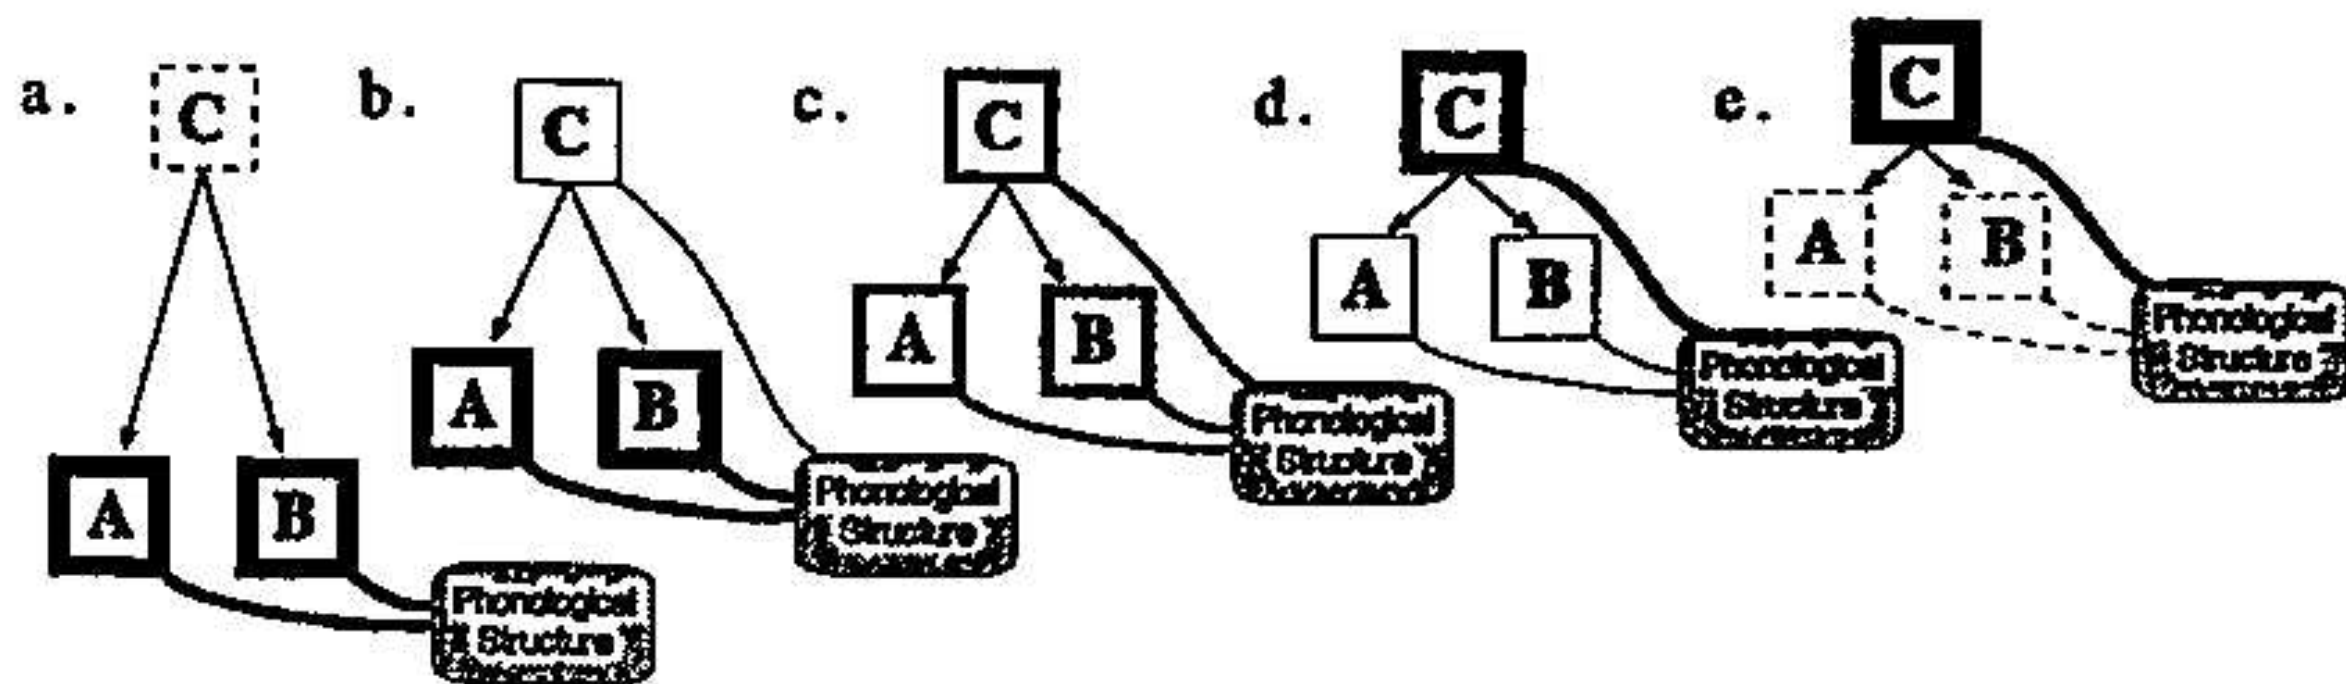 a.
C
A
B
Phonological
Structure
b.
C
A
B
Phonological
Structure
c.
C
A
B
Phonological
Structure
d.
C
A
B
Phonological
Structure
e.
C
A
B
Phonological
Structure